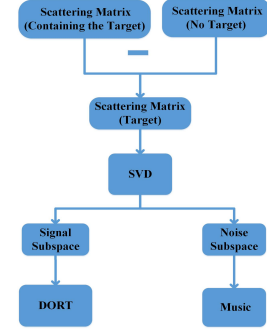 Scattering Matrix
(Containing the Target)
Scattering Matrix
(No Target)
Scattering Matrix
(Target)
SVD
Signal
Subspace
Noise
Subspace
DORT
Music